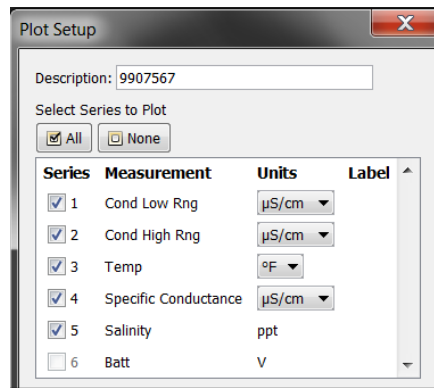 Plot Setup
Description: 9907567
Select Series to Plot
All None
Series Measurement Units Label
1 Cond Low Rng µS/cm
2 Cond High Rng µS/cm
3 Temp °F
4 Specific Conductance µS/cm
5 Salinity ppt
6 Batt V